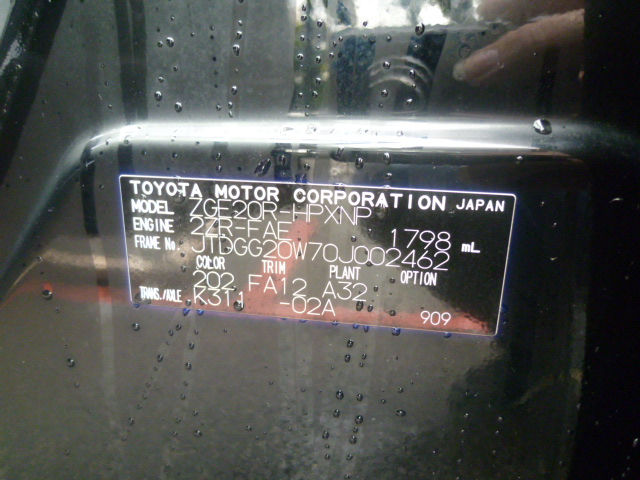 TOYOTA MOTOR CORPORATION JAPAN
MODEL ZGE20R-HPXNP
ENGINE 2ZR-FAE 1798 mL
FRAME No. JTDGG20W70J002462
COLOR TRIM PLANT OPTION
202 FA12 A32
TRANS./AXLE K311 -02A 909